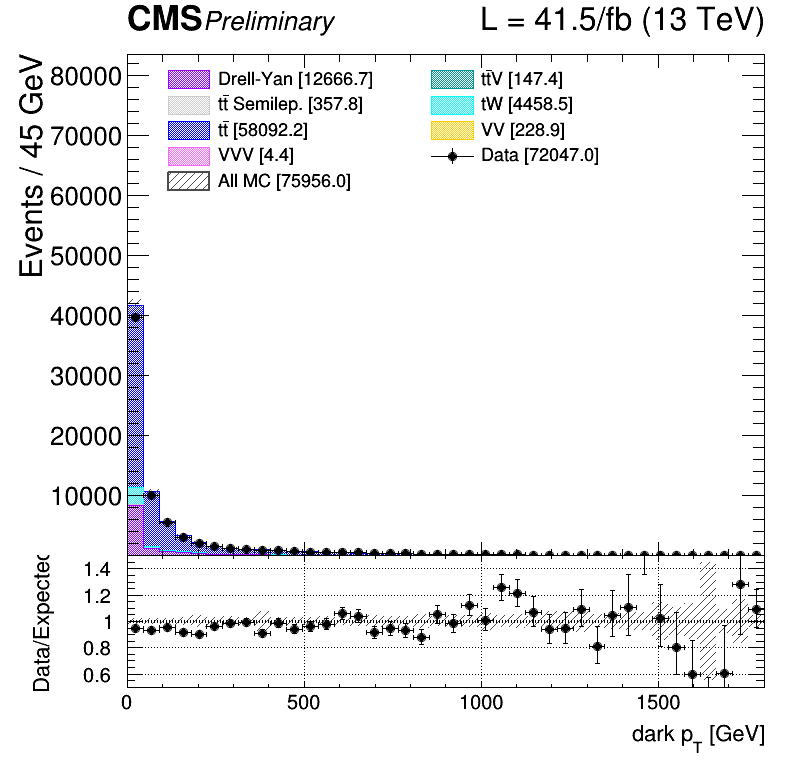 CMS Preliminary L = 41.5/fb (13 TeV)
Events / 45 GeV
80000
70000
60000
50000
40000
30000
20000
10000
Drell-Yan [12666.7]
tt̄ Semilep. [357.8]
tt̄ [58092.2]
VVV [4.4]
All MC [75956.0]
tt̄V [147.4]
tW [4458.5]
VV [228.9]
Data [72047.0]
Data/Expected
1.4
1.2
1
0.8
0.6
0 500 1000 1500
dark p_T [GeV]